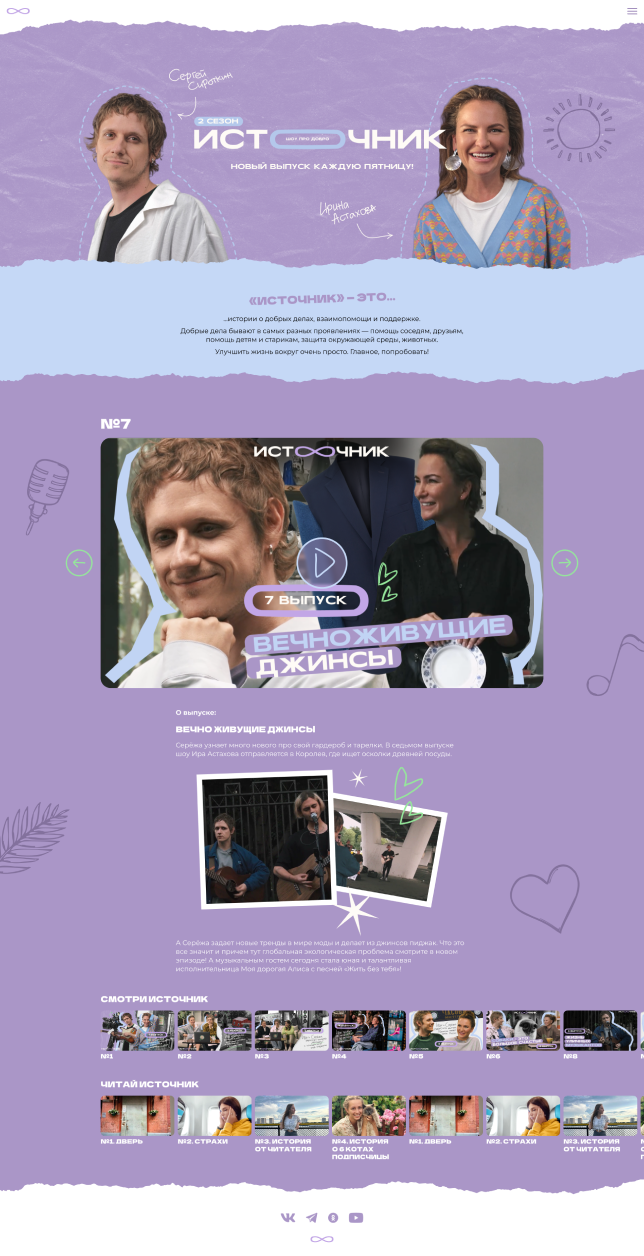 Сергей
Сироткин
2 СЕЗОН
ИСТ ШОУ ПРО ДОБРО ЧНИК
НОВЫЙ ВЫПУСК КАЖДУЮ ПЯТНИЦУ!
Ирина
Астахова
«ИСТОЧНИК» – ЭТО...
...истории о добрых делах, взаимопомощи и поддержке.
Добрые дела бывают в самых разных проявлениях — помощь соседям, друзьям,
помощь детям и старикам, защита окружающей среды, животных.
Улучшить жизнь вокруг очень просто. Главное, попробовать!
№7
ИСТ ЧНИК
7 ВЫПУСК
ВЕЧНОЖИВУЩИЕ
ДЖИНСЫ
О выпуске:
ВЕЧНО ЖИВУЩИЕ ДЖИНСЫ
Серёжа узнает много нового про свой гардероб и тарелки. В седьмом выпуске
шоу Ира Астахова отправляется в Королев, где ищет осколки древней посуды.
А Серёжа задает новые тренды в мире моды и делает из джинсов пиджак. Что это
все значит и причем тут глобальная экологическая проблема смотрите в новом
эпизоде! А музыкальным гостем сегодня стала юная и талантливая
исполнительница Моя дорогая Алиса с песней «Жить без тебя»!
СМОТРИ ИСТОЧНИК
№1 №2 №3 №4 №5 №6 №8
ЧИТАЙ ИСТОЧНИК
№1. ДВЕРЬ №2. СТРАХИ №3. ИСТОРИЯ №4. ИСТОРИЯ №1. ДВЕРЬ №2. СТРАХИ №3. ИСТОРИЯ
ОТ ЧИТАТЕЛЯ О 6 КОТАХ ОТ ЧИТАТЕЛЯ
ПОДПИСЧИЦЫ